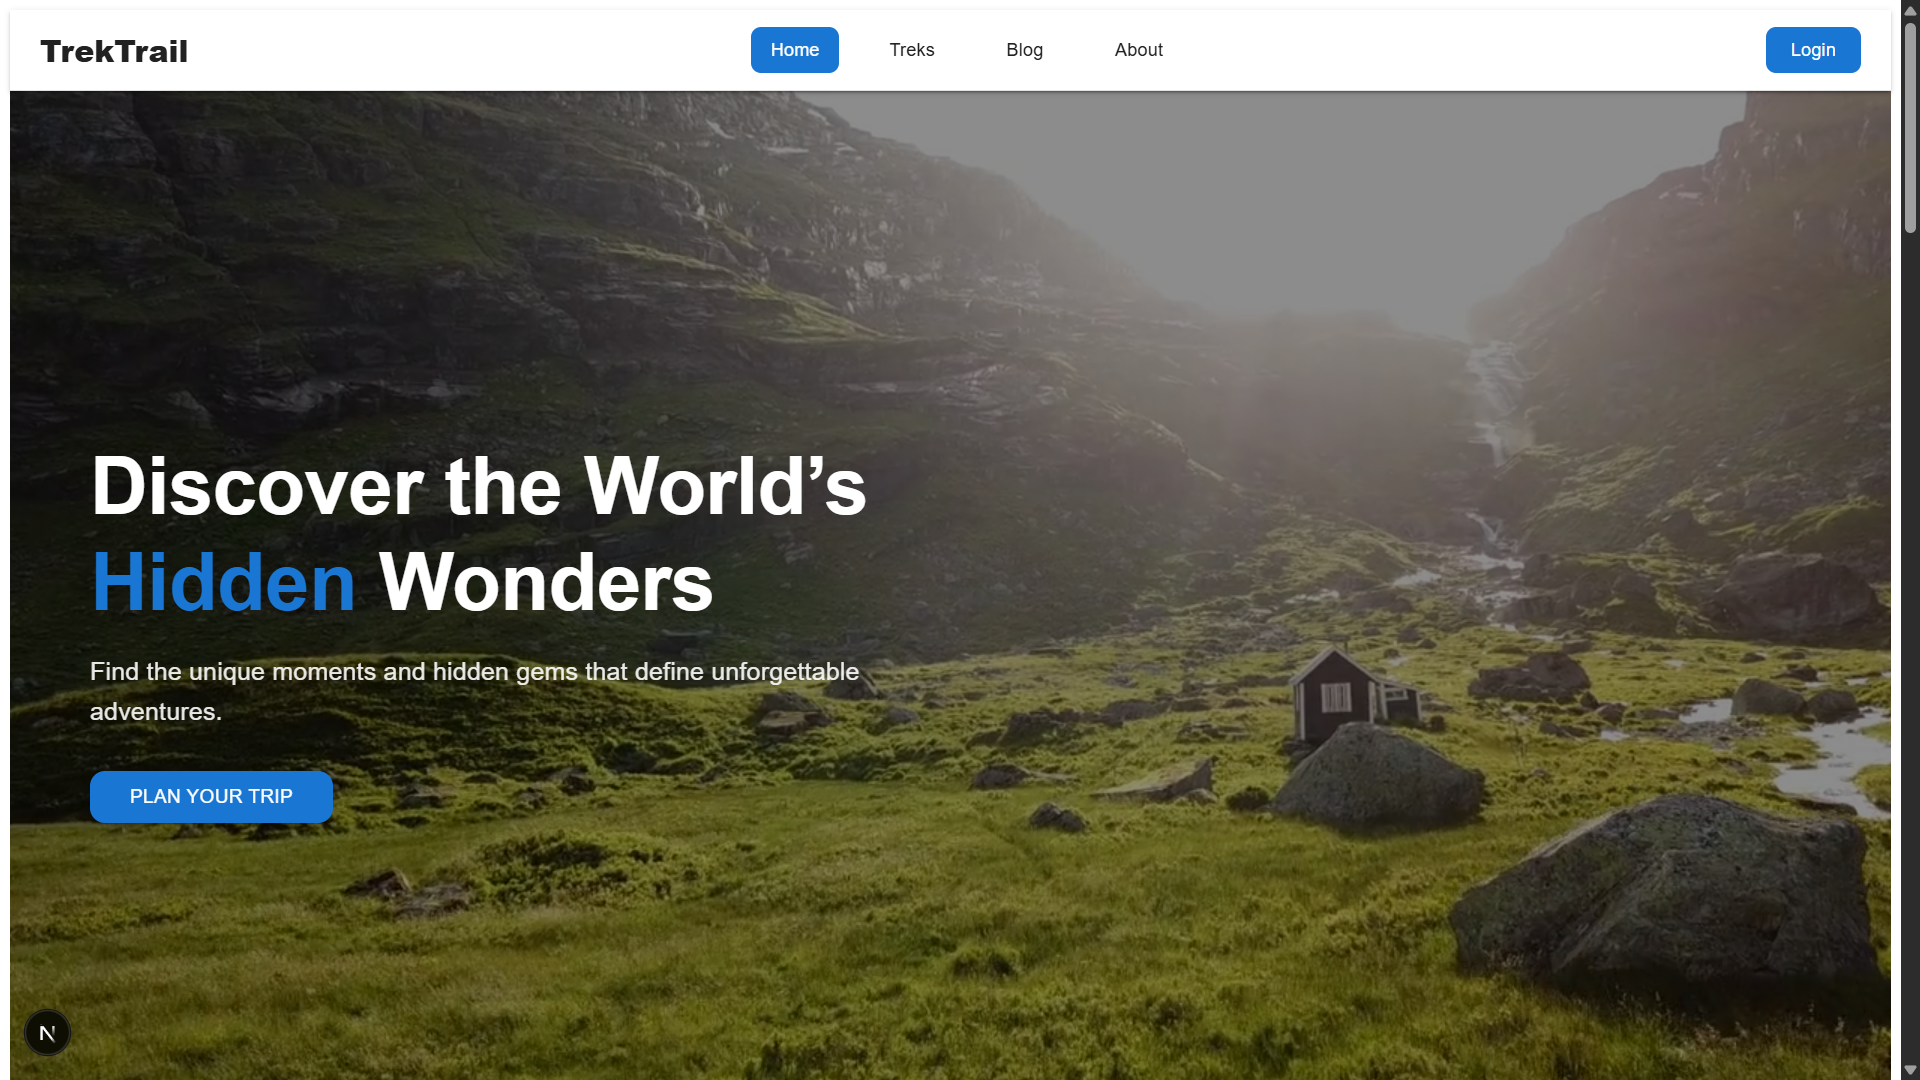 TrekTrail
Home
Treks
Blog
About
Login
Discover the World’s
Hidden Wonders
Find the unique moments and hidden gems that define unforgettable
adventures.
PLAN YOUR TRIP
N